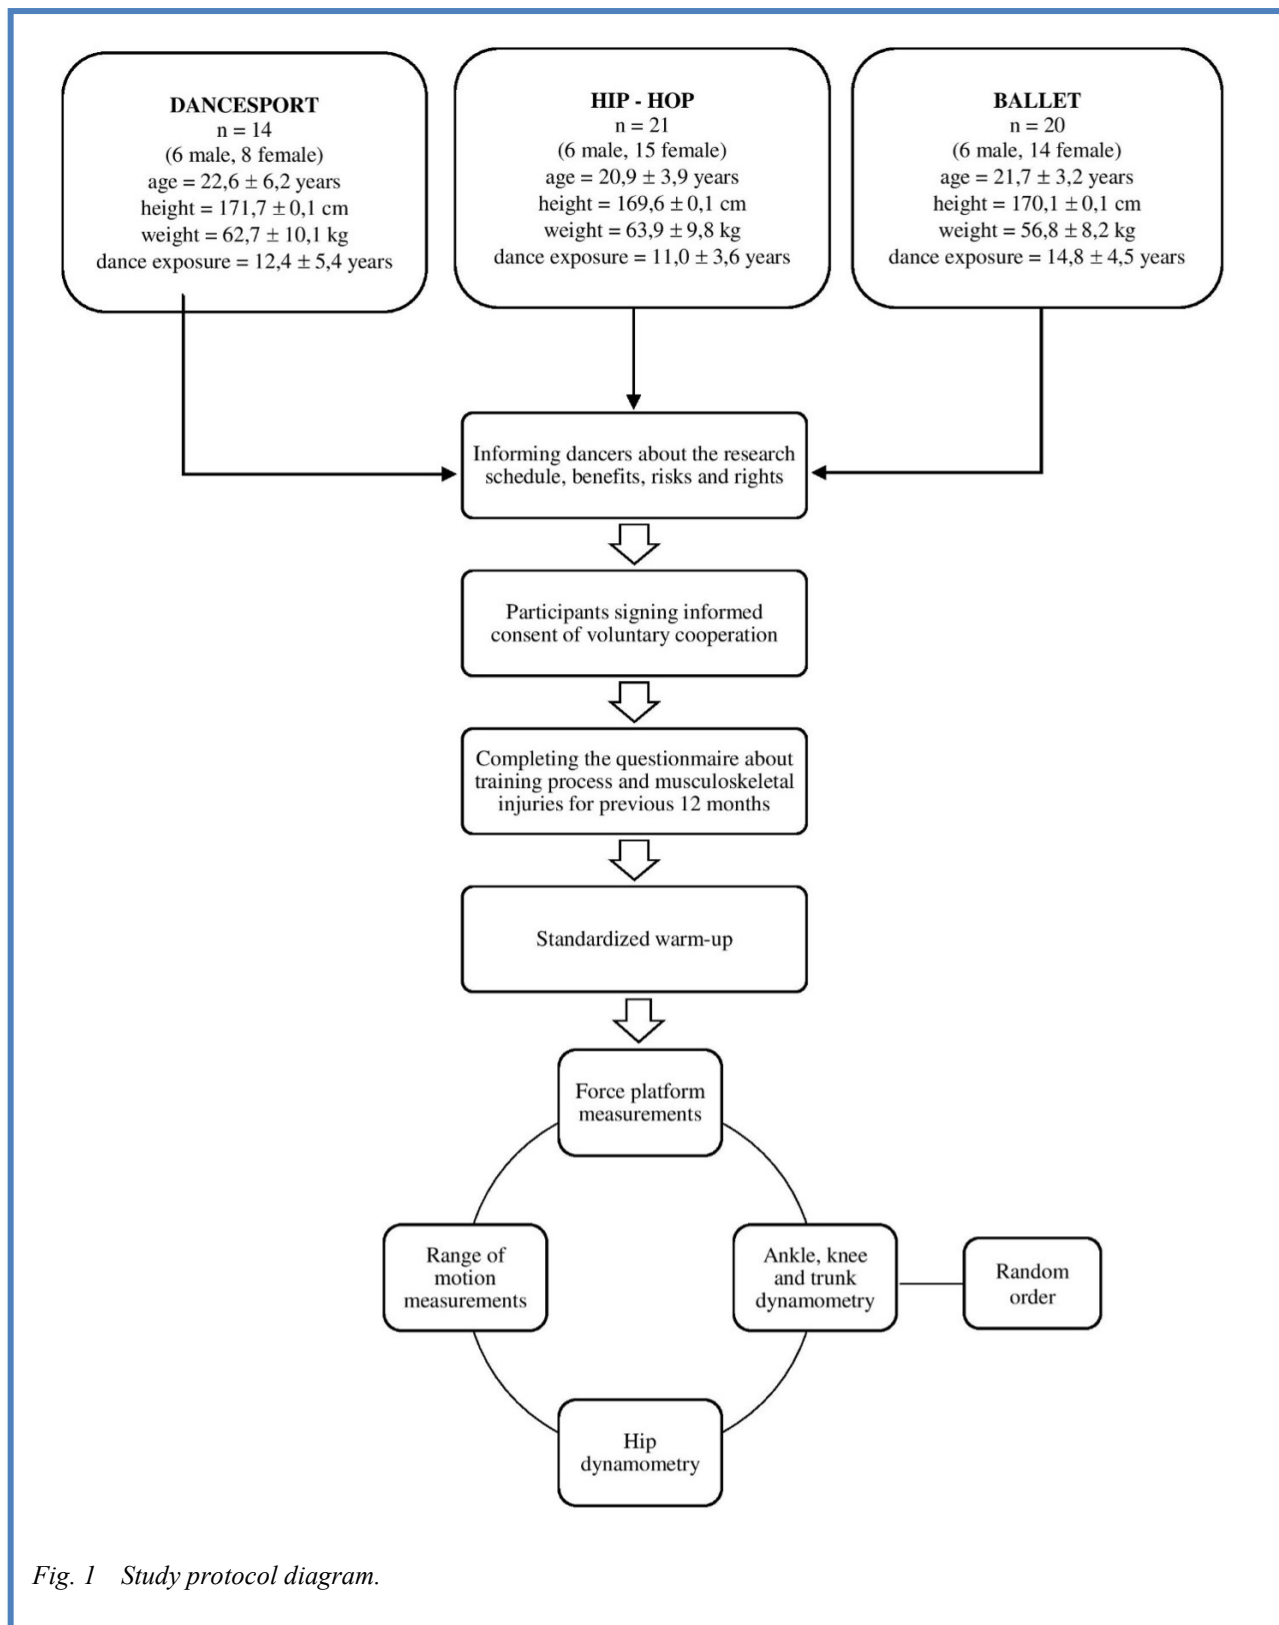 DANCESPORT
n = 14
(6 male, 8 female)
age = 22,6 ± 6,2 years
height = 171,7 ± 0,1 cm
weight = 62,7 ± 10,1 kg
dance exposure = 12,4 ± 5,4 years
HIP - HOP
n = 21
(6 male, 15 female)
age = 20,9 ± 3,9 years
height = 169,6 ± 0,1 cm
weight = 63,9 ± 9,8 kg
dance exposure = 11,0 ± 3,6 years
BALLET
n = 20
(6 male, 14 female)
age = 21,7 ± 3,2 years
height = 170,1 ± 0,1 cm
weight = 56,8 ± 8,2 kg
dance exposure = 14,8 ± 4,5 years
Informing dancers about the research
schedule, benefits, risks and rights
Participants signing informed
consent of voluntary cooperation
Completing the questionmaire about
training process and musculoskeletal
injuries for previous 12 months
Standardized warm-up
Force platform
measurements
Range of
motion
measurements
Ankle, knee
and trunk
dynamometry
Random
order
Hip
dynamometry
Fig. 1 Study protocol diagram.